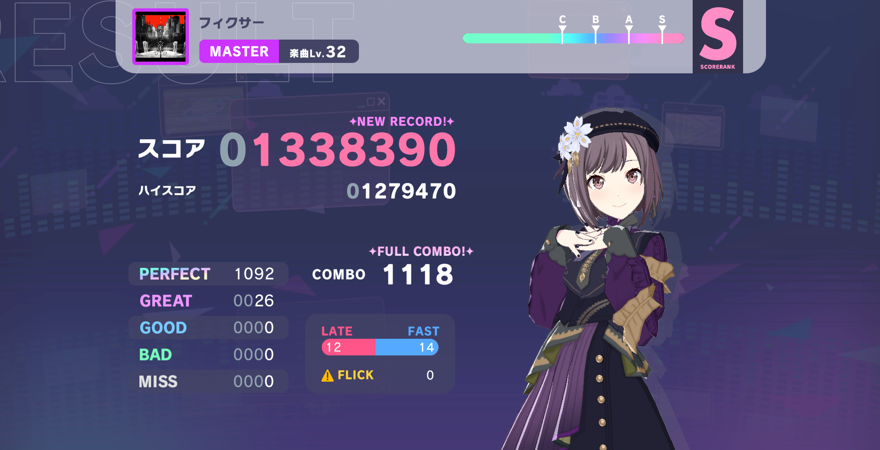 RESULT
フィクサー
MASTER 楽曲Lv.32
C B A S
S
SCORERANK
NEW RECORD!
スコア 01338390
ハイスコア 01279470
FULL COMBO!
COMBO 1118
PERFECT 1092
GREAT 0026
GOOD 0000
BAD 0000
MISS 0000
LATE FAST
12 14
FLICK 0